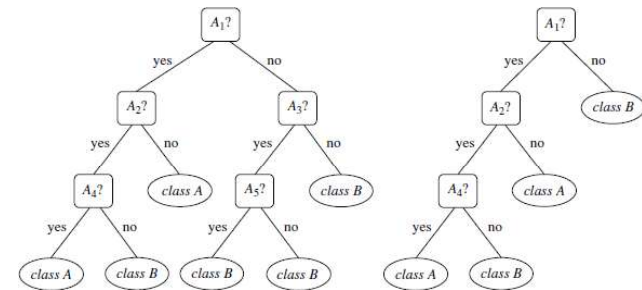 A1? A1?
yes no yes no
A2? A3? A2? class B
yes no yes no yes no
A4? class A A5? class B A4? class A
yes no yes no yes no
class A class B class B class B class A class B